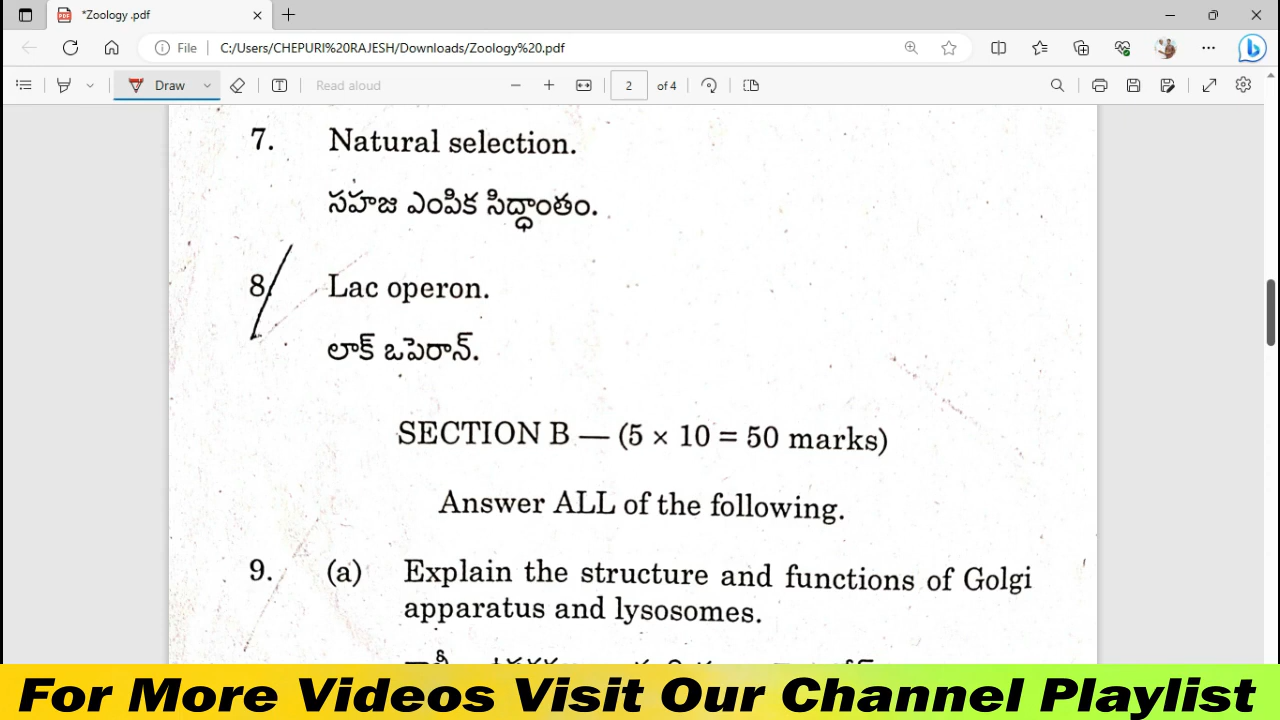 *Zoology .pdf
File
C:/Users/CHEPURI%20RAJESH/Downloads/Zoology%20.pdf
Draw
Read aloud
2
of 4
7. Natural selection.
సహజ ఎంపిక సిద్ధాంతం.
8. Lac operon.
లాక్ ఒపెరాన్.
SECTION B — (5 × 10 = 50 marks)
Answer ALL of the following.
9. (a) Explain the structure and functions of Golgi
apparatus and lysosomes.
For More Videos Visit Our Channel Playlist